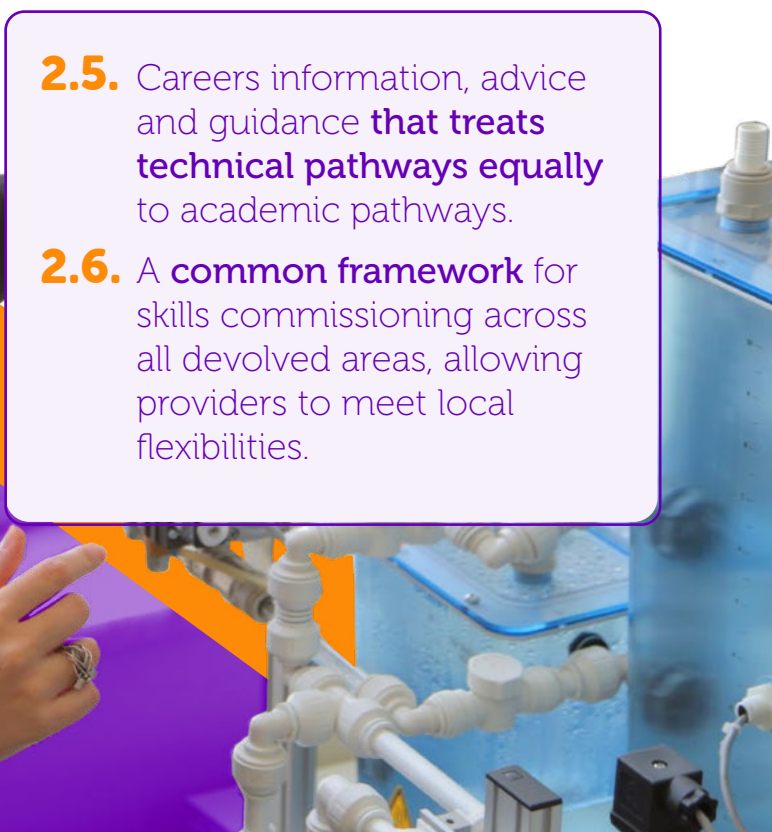 2.5. Careers information, advice
and guidance that treats
technical pathways equally
to academic pathways.
2.6. A common framework for
skills commissioning across
all devolved areas, allowing
providers to meet local
flexibilities.